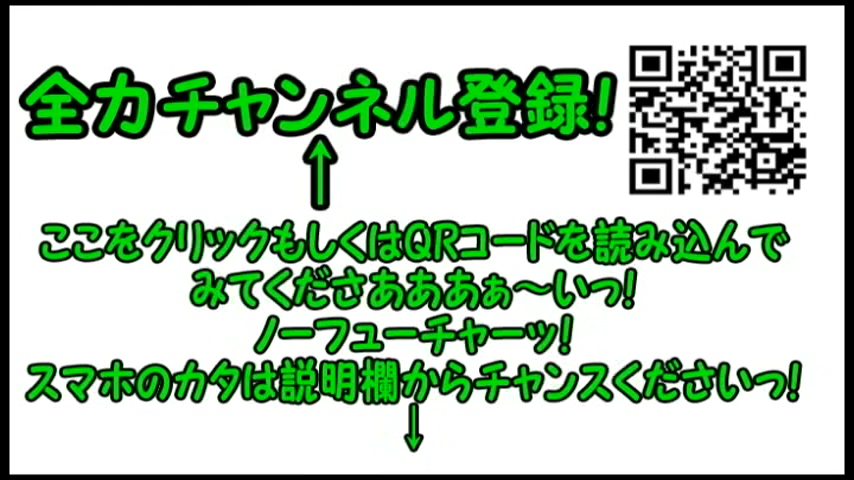 全力チャンネル登録!
↑
ここをクリックもしくはQRコードを読み込んで
みてくださあああぁ～いっ!
ノーフューチャーッ!
スマホのカタは説明欄からチャンスくださいっ!
↓